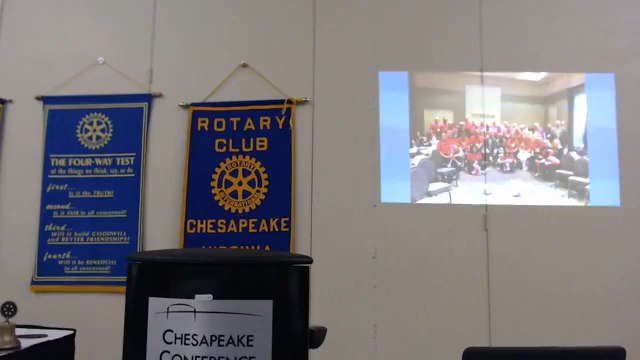 THE FOUR-WAY TEST
of the things we think, say, or do
first...
Is it the TRUTH?
second...
Is it FAIR to all concerned?
third...
Will it build GOODWILL
and BETTER FRIENDSHIPS?
fourth...
Will it be BENEFICIAL
to all concerned?
ROTARY
CLUB
ROTARY
INTERNATIONAL
CHESAPEAKE
VIRGINIA
CHESAPEAKE
CONFERENCE